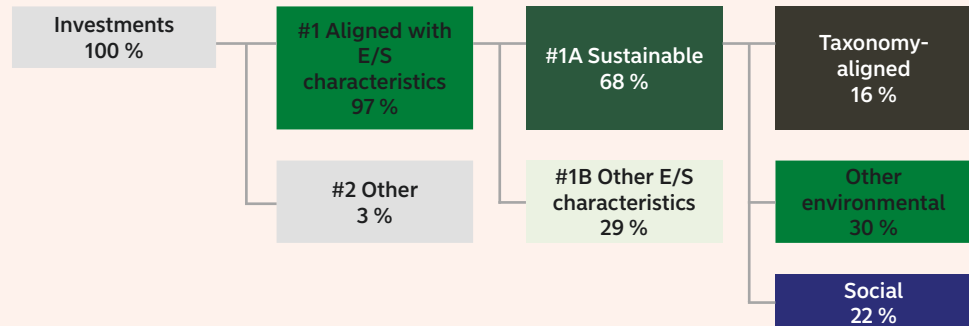 Investments
100 %
#1 Aligned with
E/S
characteristics
97 %
#1A Sustainable
68 %
Taxonomy-
aligned
16 %
#2 Other
3 %
#1B Other E/S
characteristics
29 %
Other
environmental
30 %
Social
22 %